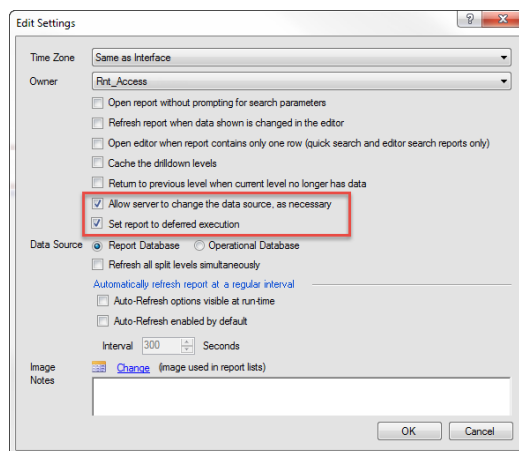 Edit Settings
Time Zone Same as Interface
Owner Rnt_Access
Open report without prompting for search parameters
Refresh report when data shown is changed in the editor
Open editor when report contains only one row (quick search and editor search reports only)
Cache the drilldown levels
Return to previous level when current level no longer has data
Allow server to change the data source, as necessary
Set report to deferred execution
Data Source Report Database Operational Database
Refresh all split levels simultaneously
Automatically refresh report at a regular interval
Auto-Refresh options visible at run-time
Auto-Refresh enabled by default
Interval 300 Seconds
Image Change (image used in report lists)
Notes
OK Cancel